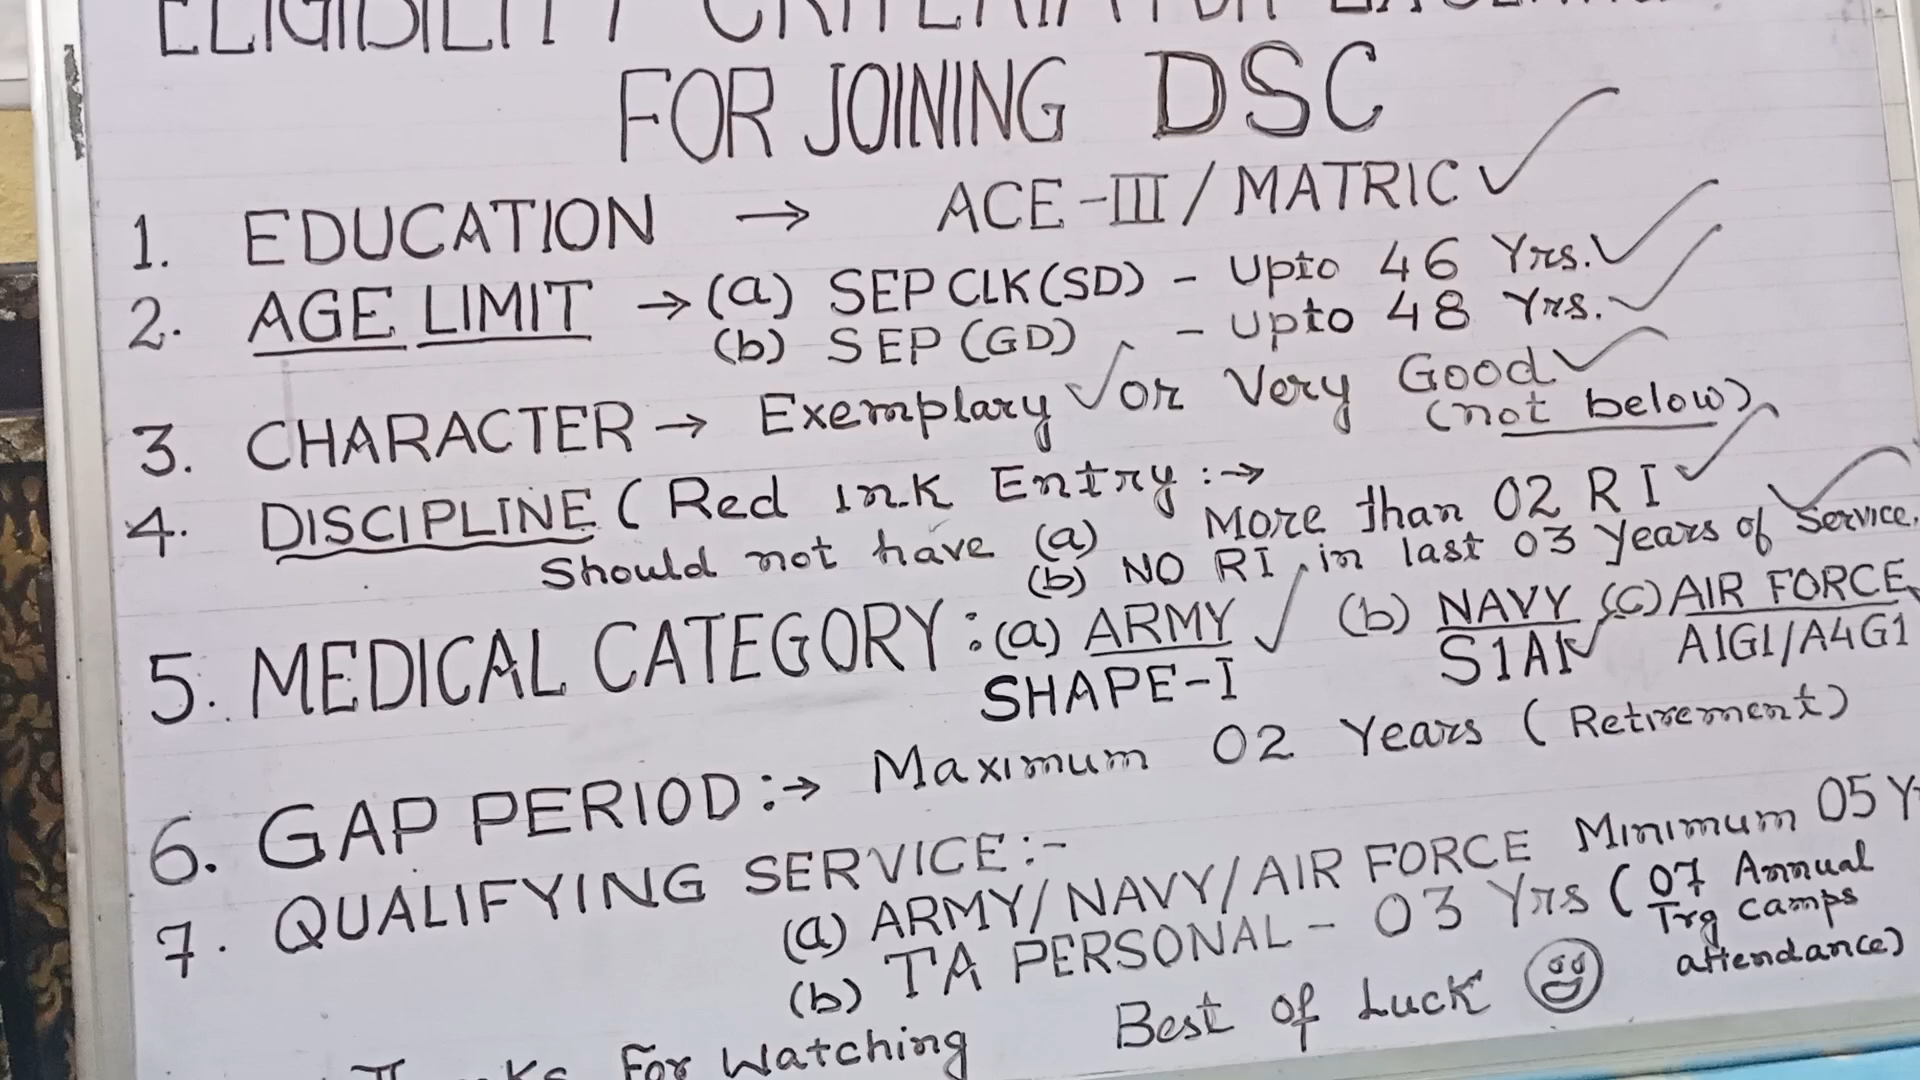 ELIGIBILITY CRITERIA FOR
FOR JOINING DSC
1. EDUCATION → ACE-III / MATRIC ✓
2. AGE LIMIT → (a) SEP CLK (SD) - Upto 46 Yrs. ✓
(b) SEP (GD) - Upto 48 Yrs. ✓
3. CHARACTER → Exemplary ✓ or Very Good ✓
(not below)
4. DISCIPLINE ( Red Ink Entry :→
Should not have (a) More than 02 RI ✓
(b) NO RI in last 03 Years of Service. ✓
5. MEDICAL CATEGORY : (a) ARMY ✓ (b) NAVY (c) AIR FORCE
SHAPE-I S1A1 ✓ A1G1/A4G1
6. GAP PERIOD :→ Maximum 02 Years ( Retirement)
7. QUALIFYING SERVICE :-
(a) ARMY/ NAVY/ AIR FORCE Minimum 05 Y
(b) TA PERSONAL - 03 Yrs ( 07 Annual
Trg camps
attendance)
For Watching Best of Luck